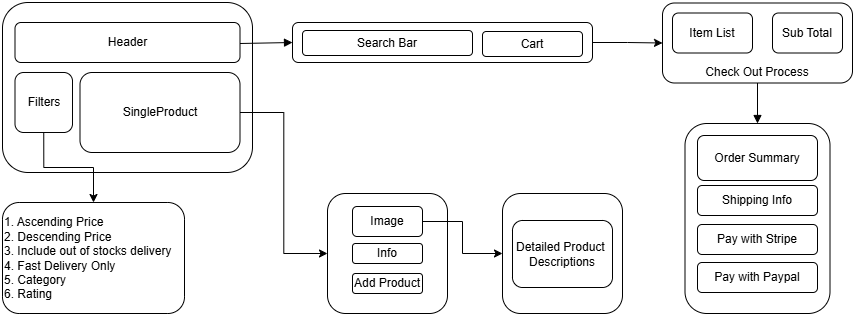 Header
Filters
SingleProduct
Search Bar
Cart
Item List
Sub Total
Check Out Process
Order Summary
Shipping Info
Pay with Stripe
Pay with Paypal
1. Ascending Price
2. Descending Price
3. Include out of stocks delivery
4. Fast Delivery Only
5. Category
6. Rating
Image
Info
Add Product
Detailed Product
Descriptions